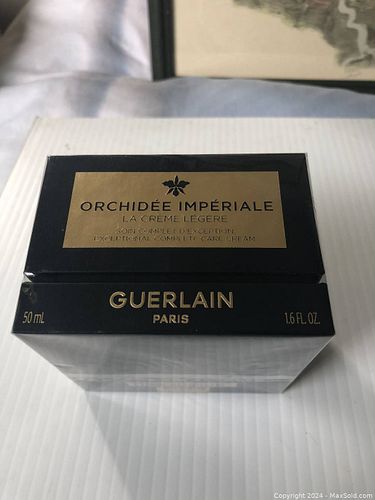 ORCHIDÉE IMPÉRIALE
LA CRÈME LÉGÈRE
SOIN COMPLET D'EXCEPTION
EXCEPTIONAL COMPLETE CARE CREAM
GUERLAIN
PARIS
50 mL
1.6 FL. OZ.
Copyright 2024 - MaxSold.com